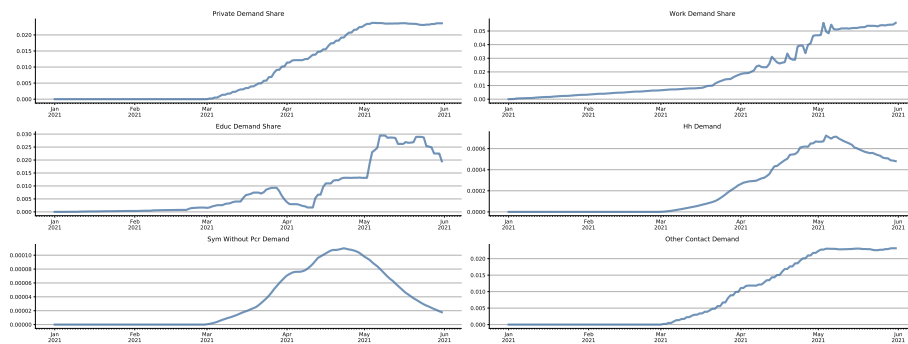 Private Demand Share
0.020
0.015
0.010
0.005
0.000
Jan
2021
Feb
2021
Mar
2021
Apr
2021
May
2021
Jun
2021
Work Demand Share
0.05
0.04
0.03
0.02
0.01
0.00
Jan
2021
Feb
2021
Mar
2021
Apr
2021
May
2021
Jun
2021
Educ Demand Share
0.030
0.025
0.020
0.015
0.010
0.005
0.000
Jan
2021
Feb
2021
Mar
2021
Apr
2021
May
2021
Jun
2021
Hh Demand
0.0006
0.0004
0.0002
0.0000
Jan
2021
Feb
2021
Mar
2021
Apr
2021
May
2021
Jun
2021
Sym Without Pcr Demand
0.00010
0.00008
0.00006
0.00004
0.00002
0.00000
Jan
2021
Feb
2021
Mar
2021
Apr
2021
May
2021
Jun
2021
Other Contact Demand
0.020
0.015
0.010
0.005
0.000
Jan
2021
Feb
2021
Mar
2021
Apr
2021
May
2021
Jun
2021